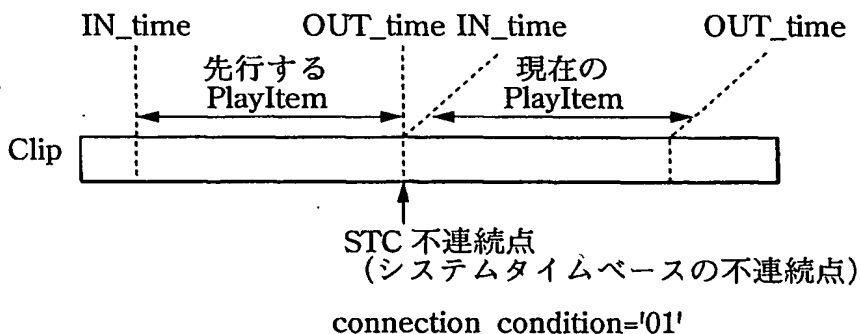 IN_time OUT_time IN_time OUT_time
先行する
PlayItem
現在の
PlayItem
Clip
STC 不連続点
(システムタイムベースの不連続点)
connection condition='01'